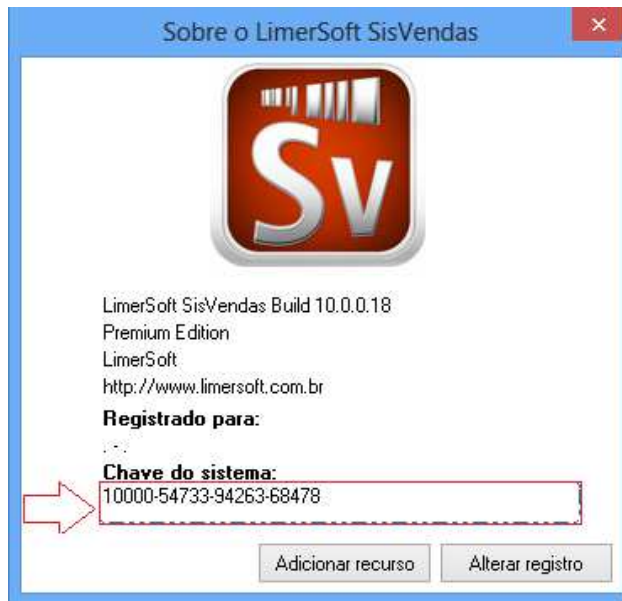 Sobre o LimerSoft SisVendas
×
Sv
LimerSoft SisVendas Build 10.0.0.18
Premium Edition
LimerSoft
http://www.limersoft.com.br
Registrado para:
. - .
Chave do sistema:
10000-54733-94263-68478
Adicionar recurso Alterar registro